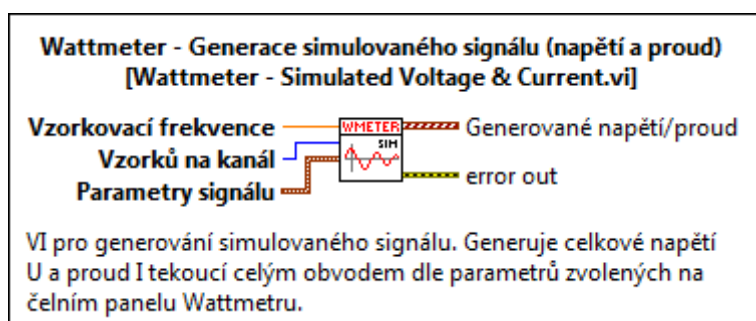 Wattmeter - Generace simulovaného signálu (napětí a proud)
[Wattmeter - Simulated Voltage & Current.vi]
Vzorkovací frekvence
WMETER
Generované napětí/proud
Vzorků na kanál
SIM
Parametry signálu
error out
VI pro generování simulovaného signálu. Generuje celkové napětí
U a proud I tekoucí celým obvodem dle parametrů zvolených na
čelním panelu Wattmetru.